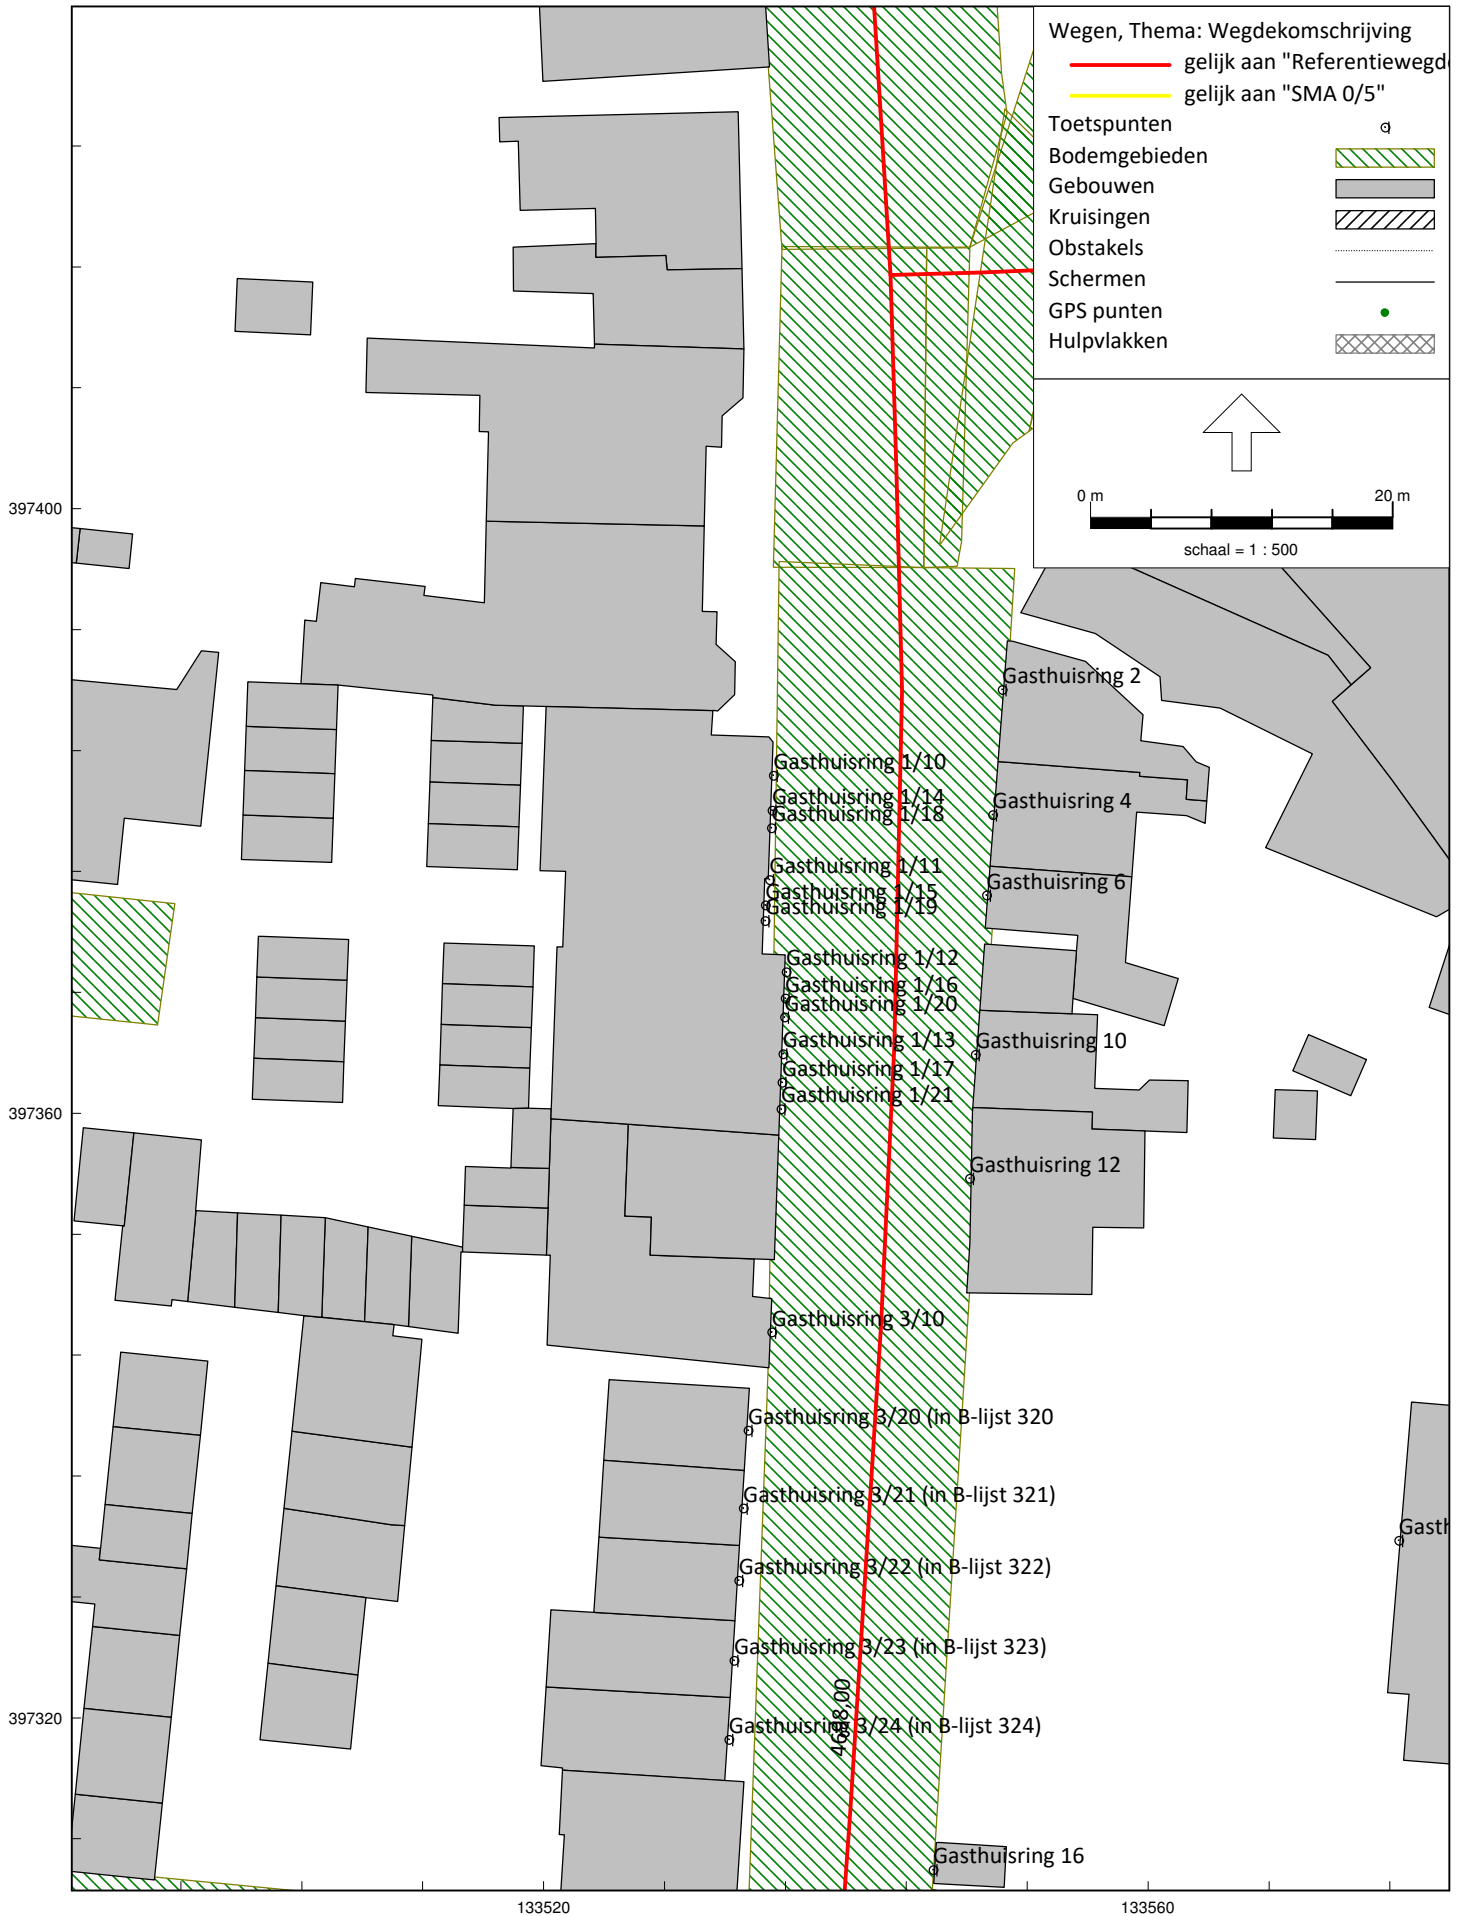 Wegen, Thema: Wegdekomschrijving
gelijk aan "Referentiewegd
gelijk aan "SMA 0/5"
Toetspunten
Bodemgebieden
Gebouwen
Kruisingen
Obstakels
Schermen
GPS punten
Hulpvlakken
0 m
20 m
schaal = 1 : 500
397400
397360
397320
133520
133560
Gasthuisring 2
Gasthuisring 1/10
Gasthuisring 1/14
Gasthuisring 1/18
Gasthuisring 4
Gasthuisring 1/11
Gasthuisring 6
Gasthuisring 1/15
Gasthuisring 1/19
Gasthuisring 1/12
Gasthuisring 1/16
Gasthuisring 1/20
Gasthuisring 1/13
Gasthuisring 10
Gasthuisring 1/17
Gasthuisring 1/21
Gasthuisring 12
Gasthuisring 3/10
Gasthuisring 3/20 (in B-lijst 320
Gasthuisring 3/21 (in B-lijst 321)
Gasth
Gasthuisring 3/22 (in B-lijst 322)
Gasthuisring 3/23 (in B-lijst 323)
Gasthuisring 3/24 (in B-lijst 324)
Gasthuisring 16